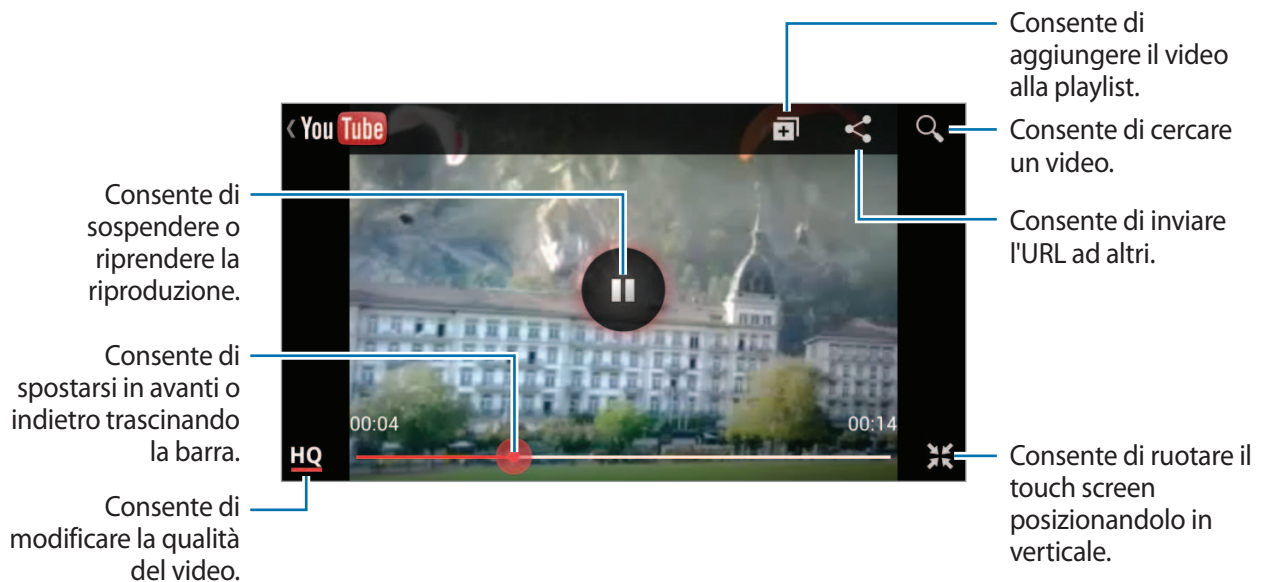 Consente di
aggiungere il video
alla playlist.
Consente di cercare
un video.
Consente di inviare
l'URL ad altri.
You Tube
Consente di
sospendere o
riprendere la
riproduzione.
Consente di
spostarsi in avanti o
indietro trascinando
la barra.
00:04
00:14
HQ
Consente di
modificare la qualità
del video.
Consente di ruotare il
touch screen
posizionandolo in
verticale.